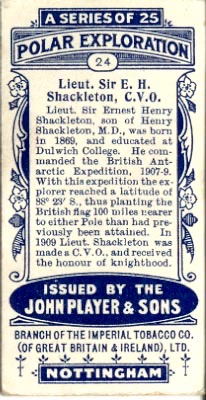 A SERIES OF 25
POLAR EXPLORATION
24
Lieut. Sir E. H.
Shackleton, C.V.O.
Lieut. Sir Ernest Henry
Shackleton, son of Henry
Shackleton, M.D., was born
in 1869, and educated at
Dulwich College. He com-
manded the British Ant-
arctic Expedition, 1907-9.
With this expedition the ex-
plorer reached a latitude of
88° 23′ S., thus planting the
British flag 100 miles nearer
to either Pole than had pre-
viously been attained. In
1909 Lieut. Shackleton was
made a C.V.O., and received
the honour of knighthood.
ISSUED BY THE
JOHN PLAYER & SONS
BRANCH OF THE IMPERIAL TOBACCO CO.
(OF GREAT BRITAIN & IRELAND), LTD.
NOTTINGHAM